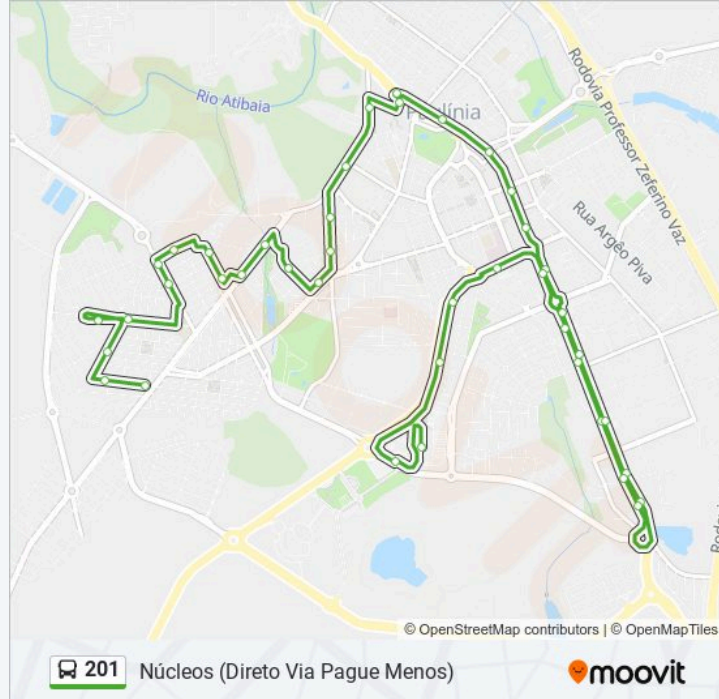 Rio Atibaia
Paulínia
Rodovia Professor Zeferino Vaz
Rua Argêo Piva
© OpenStreetMap contributors | © OpenMapTiles
201 Núcleos (Direto Via Pague Menos)
moovit